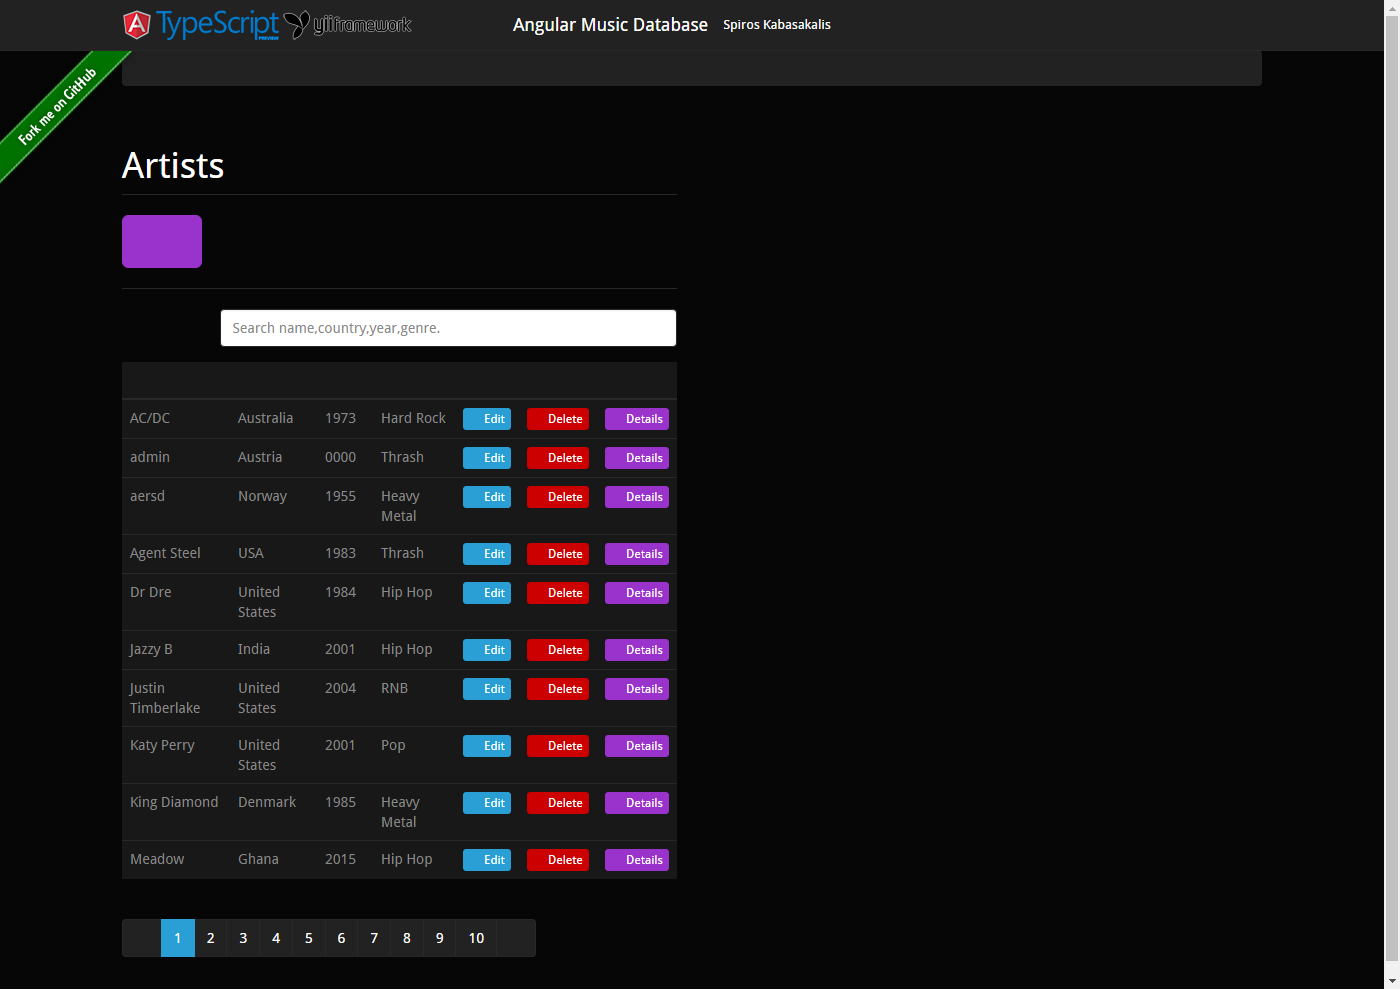 TypeScript PREVIEW yiiframework Angular Music Database Spiros Kabasakalis
Fork me on GitHub
Artists
Search name,country,year,genre.
AC/DC Australia 1973 Hard Rock Edit Delete Details
admin Austria 0000 Thrash Edit Delete Details
aersd Norway 1955 Heavy Edit Delete Details
Metal
Agent Steel USA 1983 Thrash Edit Delete Details
Dr Dre United 1984 Hip Hop Edit Delete Details
States
Jazzy B India 2001 Hip Hop Edit Delete Details
Justin United 2004 RNB Edit Delete Details
Timberlake States
Katy Perry United 2001 Pop Edit Delete Details
States
King Diamond Denmark 1985 Heavy Edit Delete Details
Metal
Meadow Ghana 2015 Hip Hop Edit Delete Details
1 2 3 4 5 6 7 8 9 10